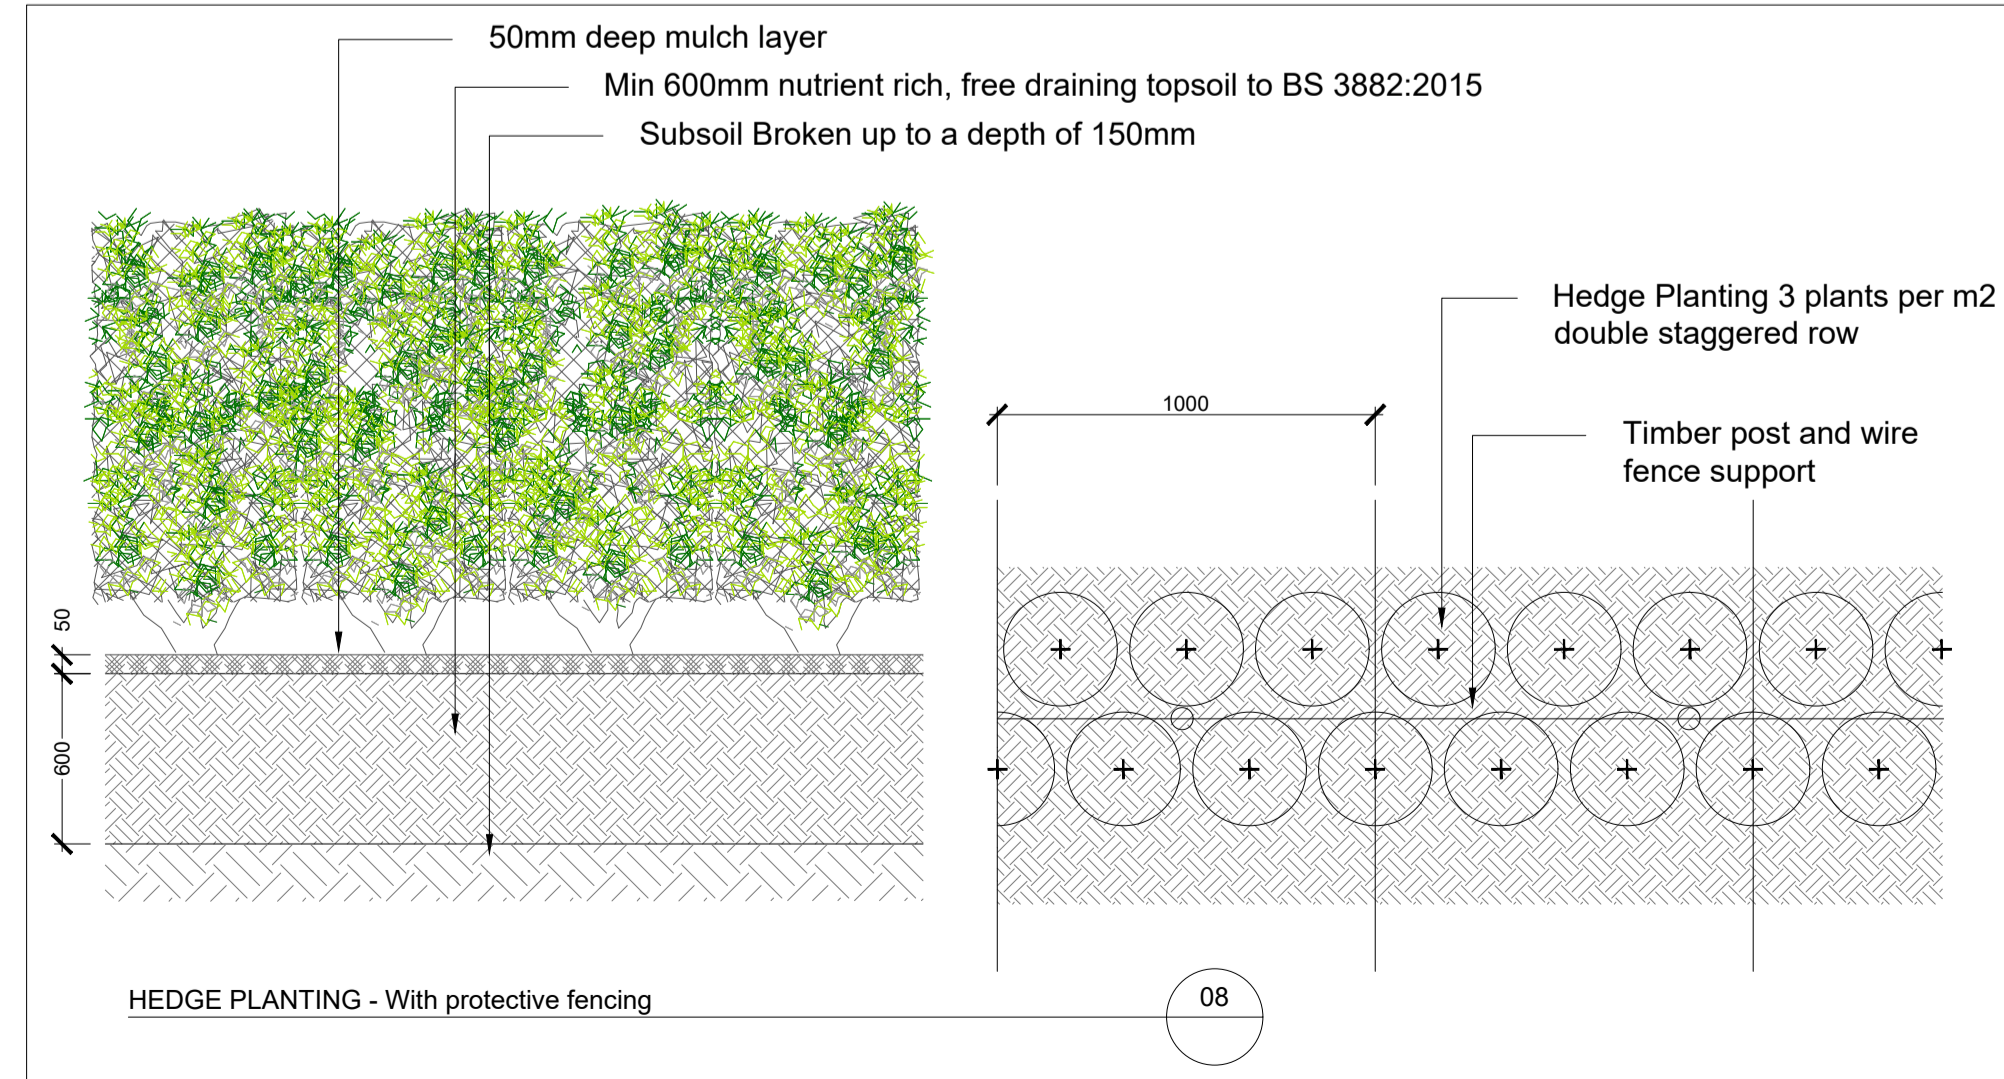 50mm deep mulch layer
Min 600mm nutrient rich, free draining topsoil to BS 3882:2015
Subsoil Broken up to a depth of 150mm
Hedge Planting 3 plants per m2
double staggered row
1000
Timber post and wire
fence support
50
600
HEDGE PLANTING - With protective fencing
08